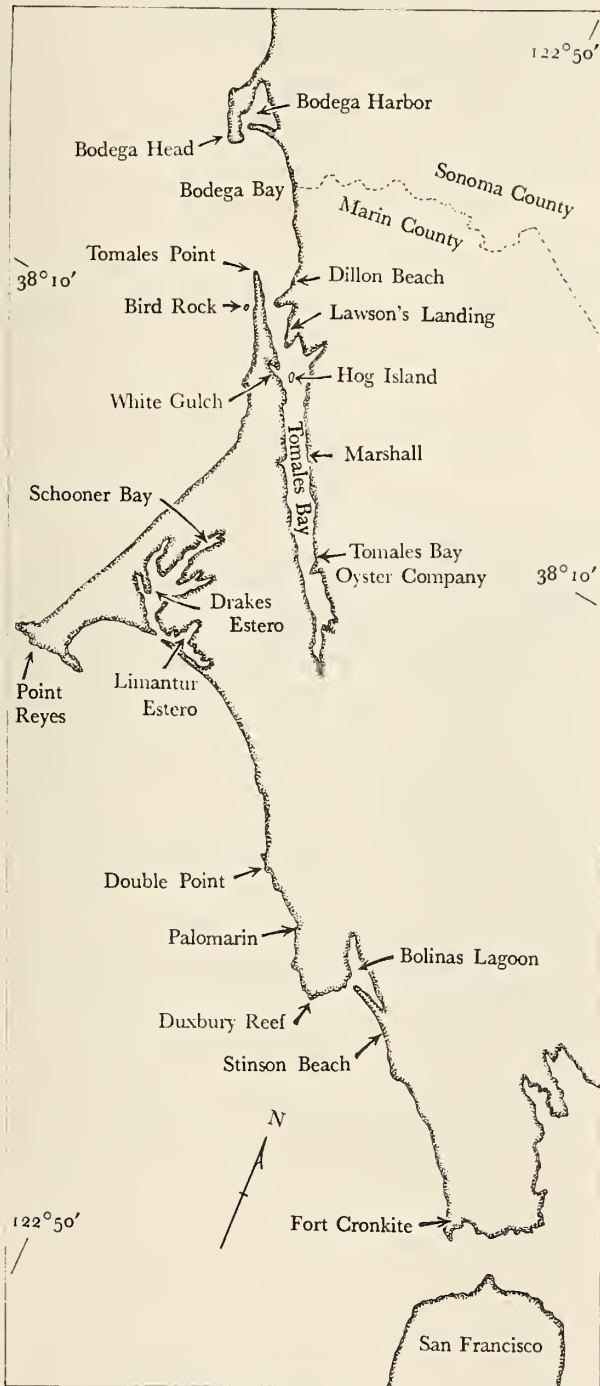 122°50′
Bodega Harbor
Bodega Head
Bodega Bay
Sonoma County
Marin County
Tomales Point
38°10′
Dillon Beach
Bird Rock
Lawson's Landing
Hog Island
White Gulch
Tomales Bay
Marshall
Schooner Bay
Tomales Bay
Oyster Company
38°10′
Drakes
Estero
Limantur
Estero
Point
Reyes
Double Point
Palomarin
Bolinas Lagoon
Duxbury Reef
Stinson Beach
N
122°50′
Fort Cronkite
San Francisco